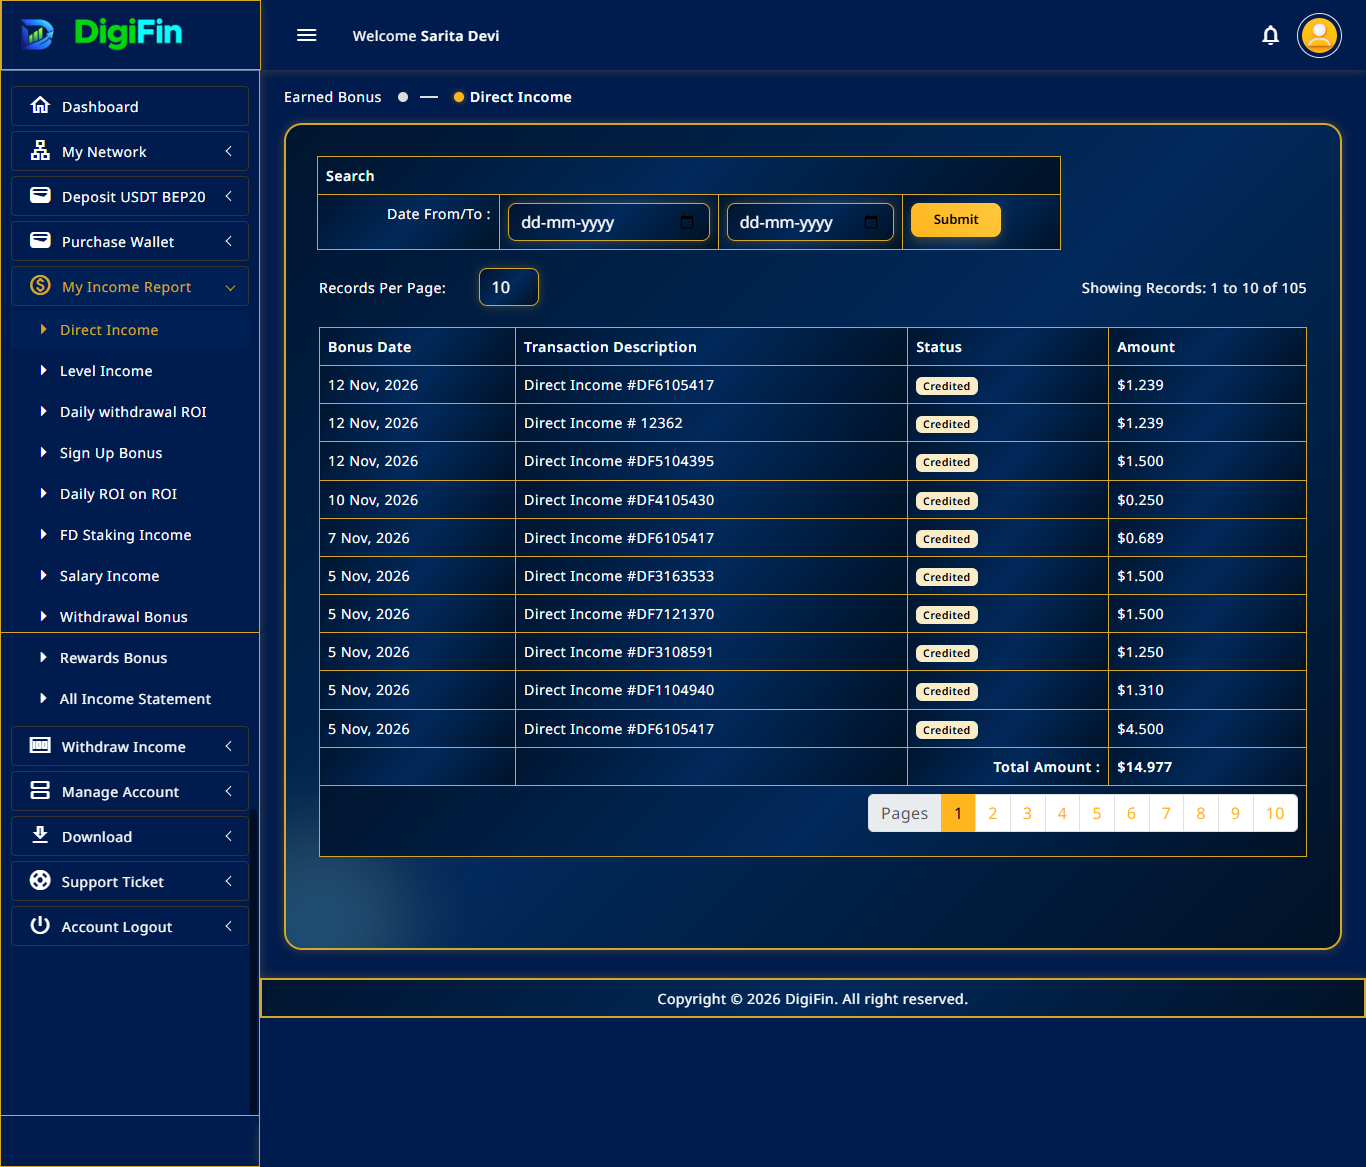 DigiFin
Welcome Sarita Devi
Dashboard
My Network
Deposit USDT BEP20
Purchase Wallet
My Income Report
Direct Income
Level Income
Daily withdrawal ROI
Sign Up Bonus
Daily ROI on ROI
FD Staking Income
Salary Income
Withdrawal Bonus
Rewards Bonus
All Income Statement
Withdraw Income
Manage Account
Download
Support Ticket
Account Logout
Earned Bonus — Direct Income
Search
Date From/To : dd-mm-yyyy dd-mm-yyyy Submit
Records Per Page: 10 Showing Records: 1 to 10 of 105
Bonus Date Transaction Description Status Amount
12 Nov, 2026 Direct Income #DF6105417 Credited $1.239
12 Nov, 2026 Direct Income # 12362 Credited $1.239
12 Nov, 2026 Direct Income #DF5104395 Credited $1.500
10 Nov, 2026 Direct Income #DF4105430 Credited $0.250
7 Nov, 2026 Direct Income #DF6105417 Credited $0.689
5 Nov, 2026 Direct Income #DF3163533 Credited $1.500
5 Nov, 2026 Direct Income #DF7121370 Credited $1.500
5 Nov, 2026 Direct Income #DF3108591 Credited $1.250
5 Nov, 2026 Direct Income #DF1104940 Credited $1.310
5 Nov, 2026 Direct Income #DF6105417 Credited $4.500
Total Amount : $14.977
Pages 1 2 3 4 5 6 7 8 9 10
Copyright © 2026 DigiFin. All right reserved.